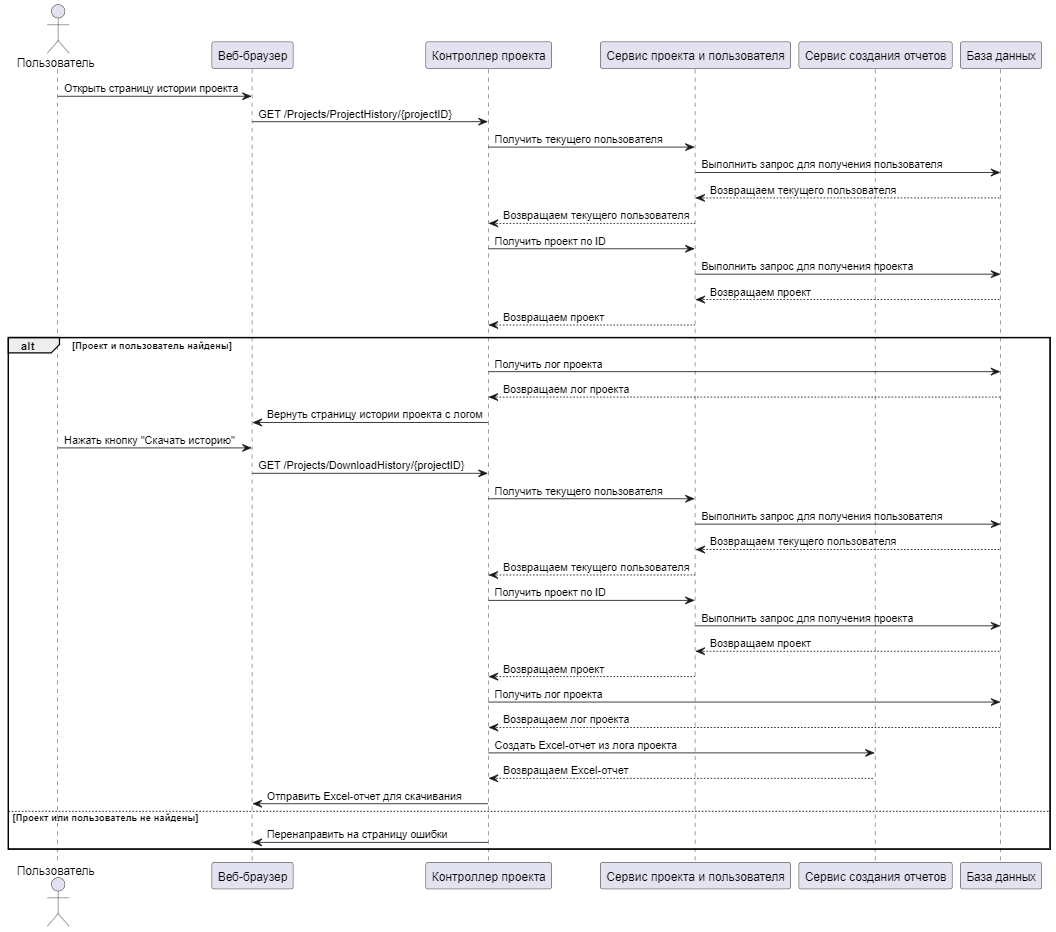 Пользователь
Веб-браузер
Контроллер проекта
Сервис проекта и пользователя
Сервис создания отчетов
База данных
Открыть страницу истории проекта
GET /Projects/ProjectHistory/{projectID}
Получить текущего пользователя
Выполнить запрос для получения пользователя
Возвращаем текущего пользователя
Возвращаем текущего пользователя
Получить проект по ID
Выполнить запрос для получения проекта
Возвращаем проект
Возвращаем проект
alt
[Проект и пользователь найдены]
Получить лог проекта
Возвращаем лог проекта
Вернуть страницу истории проекта с логом
Нажать кнопку "Скачать историю"
GET /Projects/DownloadHistory/{projectID}
Получить текущего пользователя
Выполнить запрос для получения пользователя
Возвращаем текущего пользователя
Возвращаем текущего пользователя
Получить проект по ID
Выполнить запрос для получения проекта
Возвращаем проект
Возвращаем проект
Получить лог проекта
Возвращаем лог проекта
Создать Excel-отчет из лога проекта
Возвращаем Excel-отчет
Отправить Excel-отчет для скачивания
[Проект или пользователь не найдены]
Перенаправить на страницу ошибки
Пользователь
Веб-браузер
Контроллер проекта
Сервис проекта и пользователя
Сервис создания отчетов
База данных